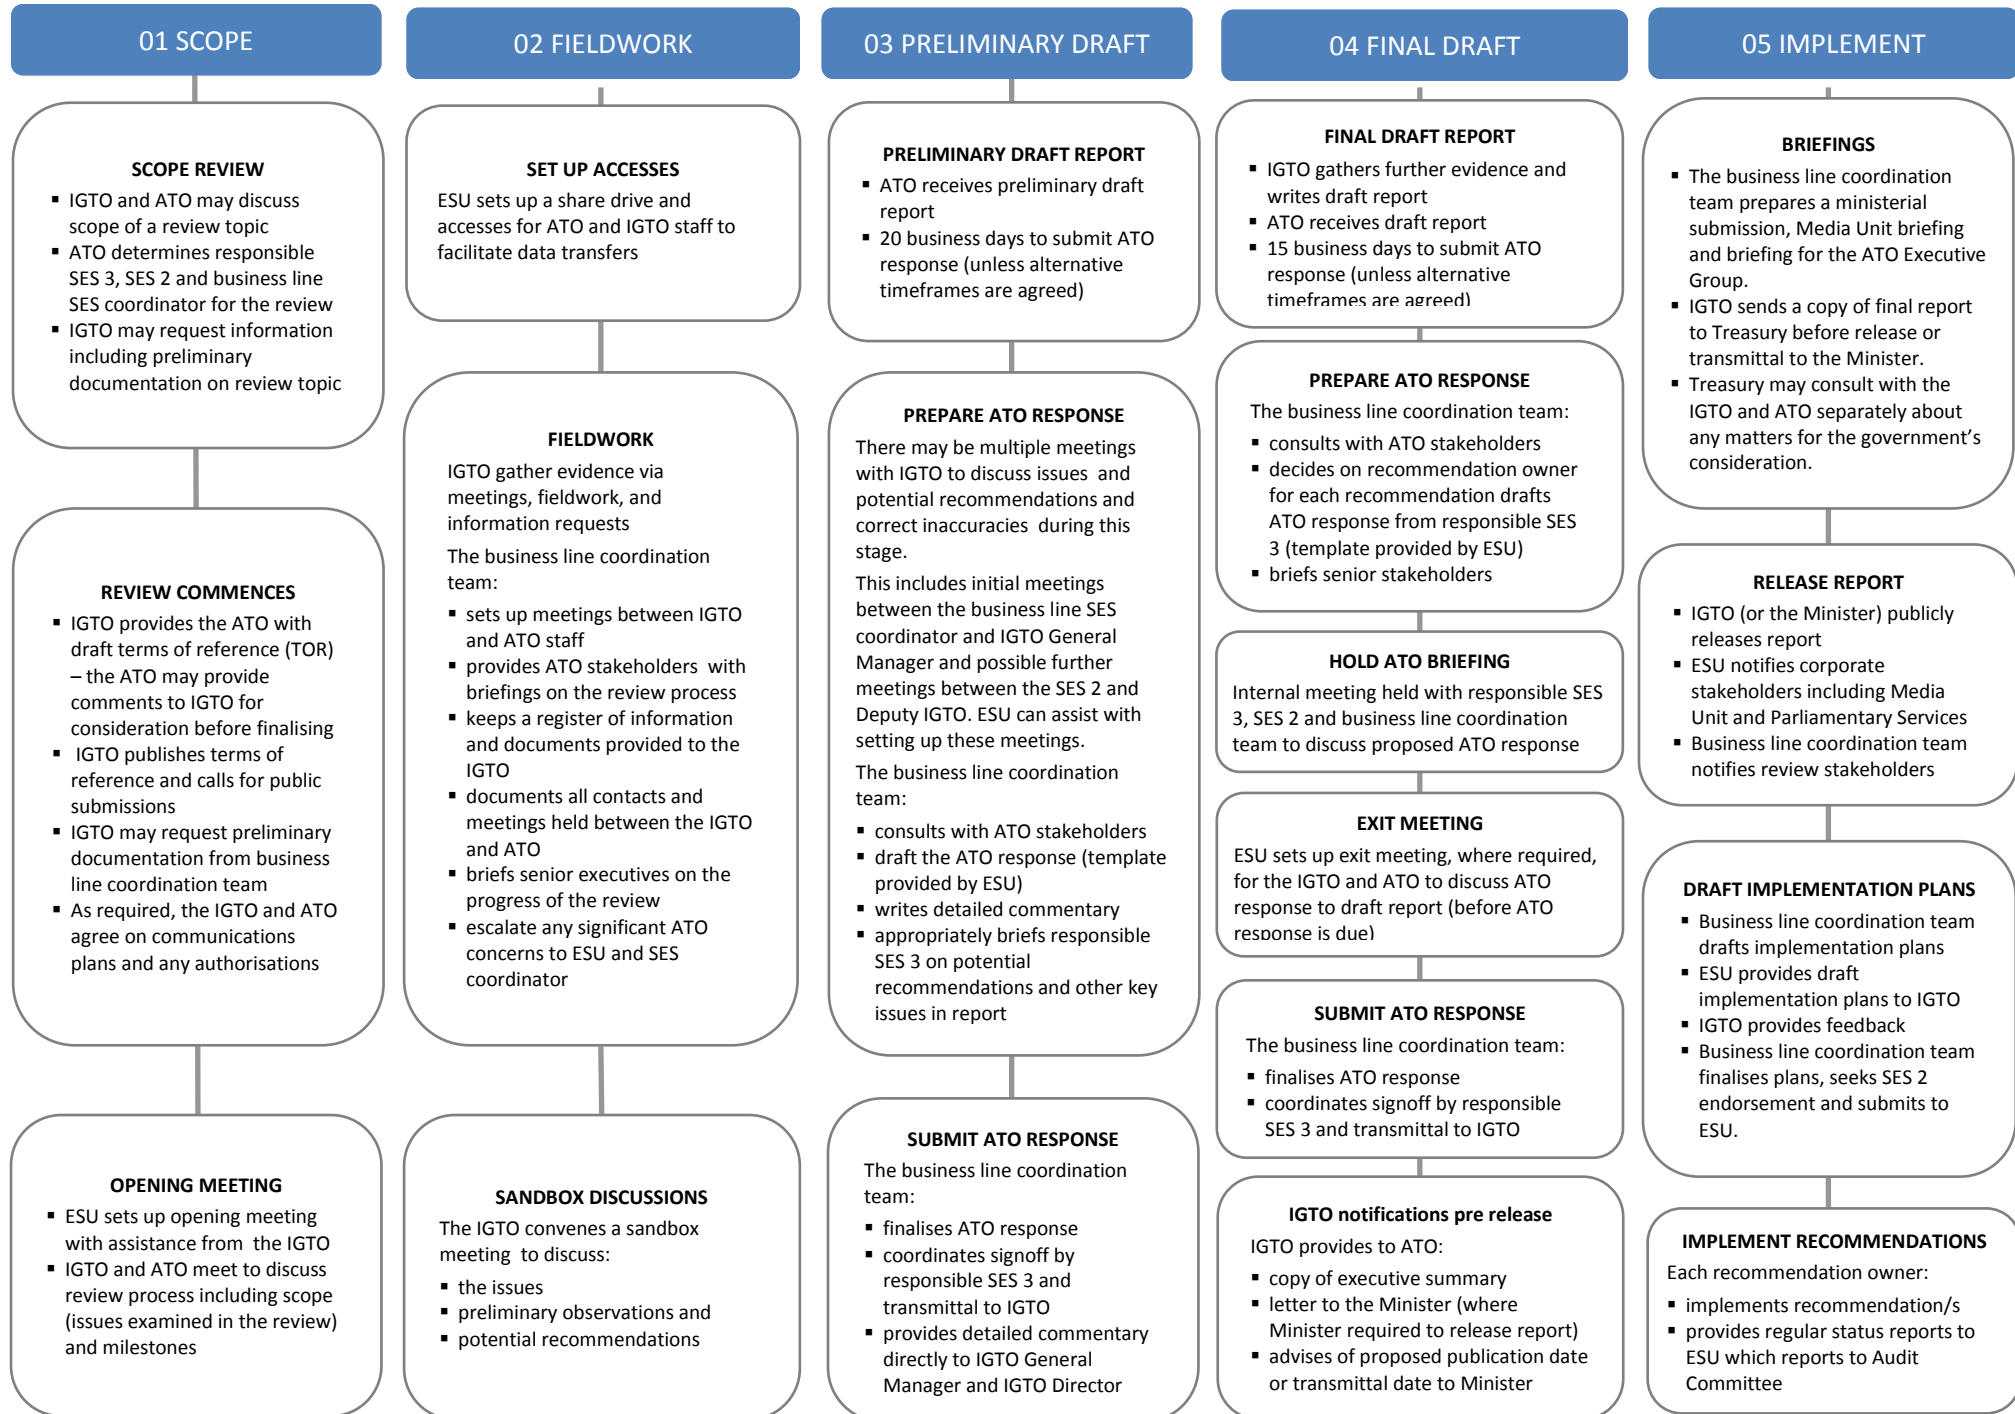 01 SCOPE
SCOPE REVIEW
▪ IGTO and ATO may discuss
scope of a review topic
▪ ATO determines responsible
SES 3, SES 2 and business line
SES coordinator for the review
▪ IGTO may request information
including preliminary
documentation on review topic
REVIEW COMMENCES
▪ IGTO provides the ATO with
draft terms of reference (TOR)
– the ATO may provide
comments to IGTO for
consideration before finalising
▪ IGTO publishes terms of
reference and calls for public
submissions
▪ IGTO may request preliminary
documentation from business
line coordination team
▪ As required, the IGTO and ATO
agree on communications
plans and any authorisations
OPENING MEETING
▪ ESU sets up opening meeting
with assistance from the IGTO
▪ IGTO and ATO meet to discuss
review process including scope
(issues examined in the review)
and milestones
02 FIELDWORK
SET UP ACCESSES
ESU sets up a share drive and
accesses for ATO and IGTO staff to
facilitate data transfers
FIELDWORK
IGTO gather evidence via
meetings, fieldwork, and
information requests
The business line coordination
team:
▪ sets up meetings between IGTO
and ATO staff
▪ provides ATO stakeholders with
briefings on the review process
▪ keeps a register of information
and documents provided to the
IGTO
▪ documents all contacts and
meetings held between the IGTO
and ATO
▪ briefs senior executives on the
progress of the review
▪ escalate any significant ATO
concerns to ESU and SES
coordinator
SANDBOX DISCUSSIONS
The IGTO convenes a sandbox
meeting to discuss:
▪ the issues
▪ preliminary observations and
▪ potential recommendations
03 PRELIMINARY DRAFT
PRELIMINARY DRAFT REPORT
▪ ATO receives preliminary draft
report
▪ 20 business days to submit ATO
response (unless alternative
timeframes are agreed)
PREPARE ATO RESPONSE
There may be multiple meetings
with IGTO to discuss issues and
potential recommendations and
correct inaccuracies during this
stage.
This includes initial meetings
between the business line SES
coordinator and IGTO General
Manager and possible further
meetings between the SES 2 and
Deputy IGTO. ESU can assist with
setting up these meetings.
The business line coordination
team:
▪ consults with ATO stakeholders
▪ draft the ATO response (template
provided by ESU)
▪ writes detailed commentary
▪ appropriately briefs responsible
SES 3 on potential
recommendations and other key
issues in report
SUBMIT ATO RESPONSE
The business line coordination
team:
▪ finalises ATO response
▪ coordinates signoff by
responsible SES 3 and
transmittal to IGTO
▪ provides detailed commentary
directly to IGTO General
Manager and IGTO Director
04 FINAL DRAFT
FINAL DRAFT REPORT
▪ IGTO gathers further evidence and
writes draft report
▪ ATO receives draft report
▪ 15 business days to submit ATO
response (unless alternative
timeframes are agreed)
PREPARE ATO RESPONSE
The business line coordination team:
▪ consults with ATO stakeholders
▪ decides on recommendation owner
for each recommendation drafts
ATO response from responsible SES
3 (template provided by ESU)
▪ briefs senior stakeholders
HOLD ATO BRIEFING
Internal meeting held with responsible SES
3, SES 2 and business line coordination
team to discuss proposed ATO response
EXIT MEETING
ESU sets up exit meeting, where required,
for the IGTO and ATO to discuss ATO
response to draft report (before ATO
response is due)
SUBMIT ATO RESPONSE
The business line coordination team:
▪ finalises ATO response
▪ coordinates signoff by responsible
SES 3 and transmittal to IGTO
IGTO notifications pre release
IGTO provides to ATO:
▪ copy of executive summary
▪ letter to the Minister (where
Minister required to release report)
▪ advises of proposed publication date
or transmittal date to Minister
05 IMPLEMENT
BRIEFINGS
▪ The business line coordination
team prepares a ministerial
submission, Media Unit briefing
and briefing for the ATO Executive
Group.
▪ IGTO sends a copy of final report
to Treasury before release or
transmittal to the Minister.
▪ Treasury may consult with the
IGTO and ATO separately about
any matters for the government's
consideration.
RELEASE REPORT
▪ IGTO (or the Minister) publicly
releases report
▪ ESU notifies corporate
stakeholders including Media
Unit and Parliamentary Services
▪ Business line coordination team
notifies review stakeholders
DRAFT IMPLEMENTATION PLANS
▪ Business line coordination team
drafts implementation plans
▪ ESU provides draft
implementation plans to IGTO
▪ IGTO provides feedback
▪ Business line coordination team
finalises plans, seeks SES 2
endorsement and submits to
ESU.
IMPLEMENT RECOMMENDATIONS
Each recommendation owner:
▪ implements recommendation/s
▪ provides regular status reports to
ESU which reports to Audit
Committee